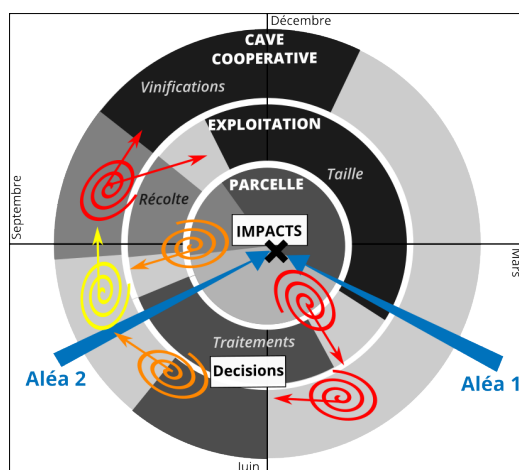 Décembre
CAVE
COOPERATIVE
Vinifications
EXPLOITATION
Taille
PARCELLE
Récolte
Septembre
IMPACTS
Mars
Traitements
Decisions
Aléa 2
Aléa 1
Juin